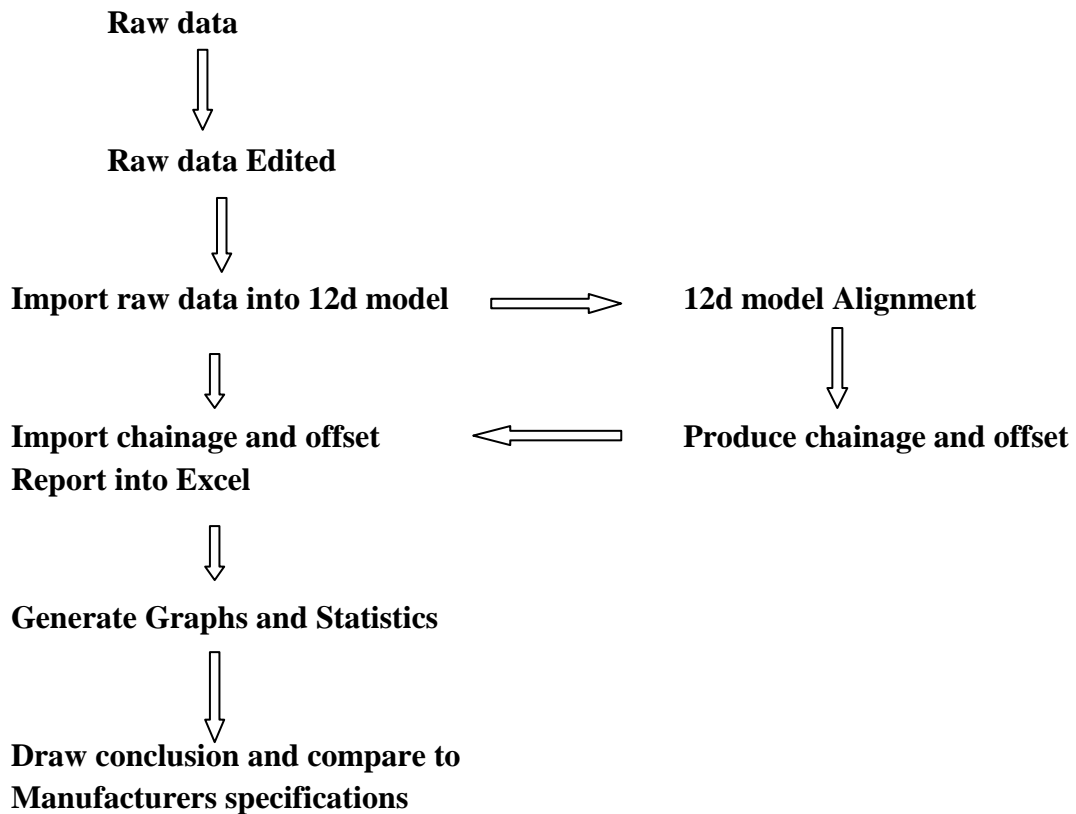 Raw data
Raw data Edited
Import raw data into 12d model
12d model Alignment
Import chainage and offset
Report into Excel
Produce chainage and offset
Generate Graphs and Statistics
Draw conclusion and compare to
Manufacturers specifications